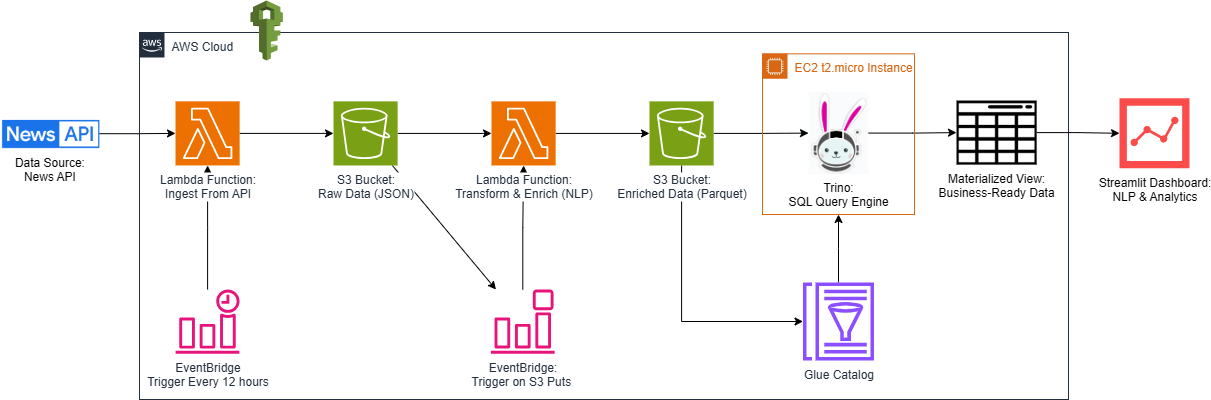 aws
AWS Cloud
EC2 t2.micro Instance
News API
Data Source:
News API
Lambda Function:
Ingest From API
S3 Bucket:
Raw Data (JSON)
Lambda Function:
Transform & Enrich (NLP)
S3 Bucket:
Enriched Data (Parquet)
Trino:
SQL Query Engine
Materialized View:
Business-Ready Data
Streamlit Dashboard:
NLP & Analytics
EventBridge
Trigger Every 12 hours
EventBridge:
Trigger on S3 Puts
Glue Catalog